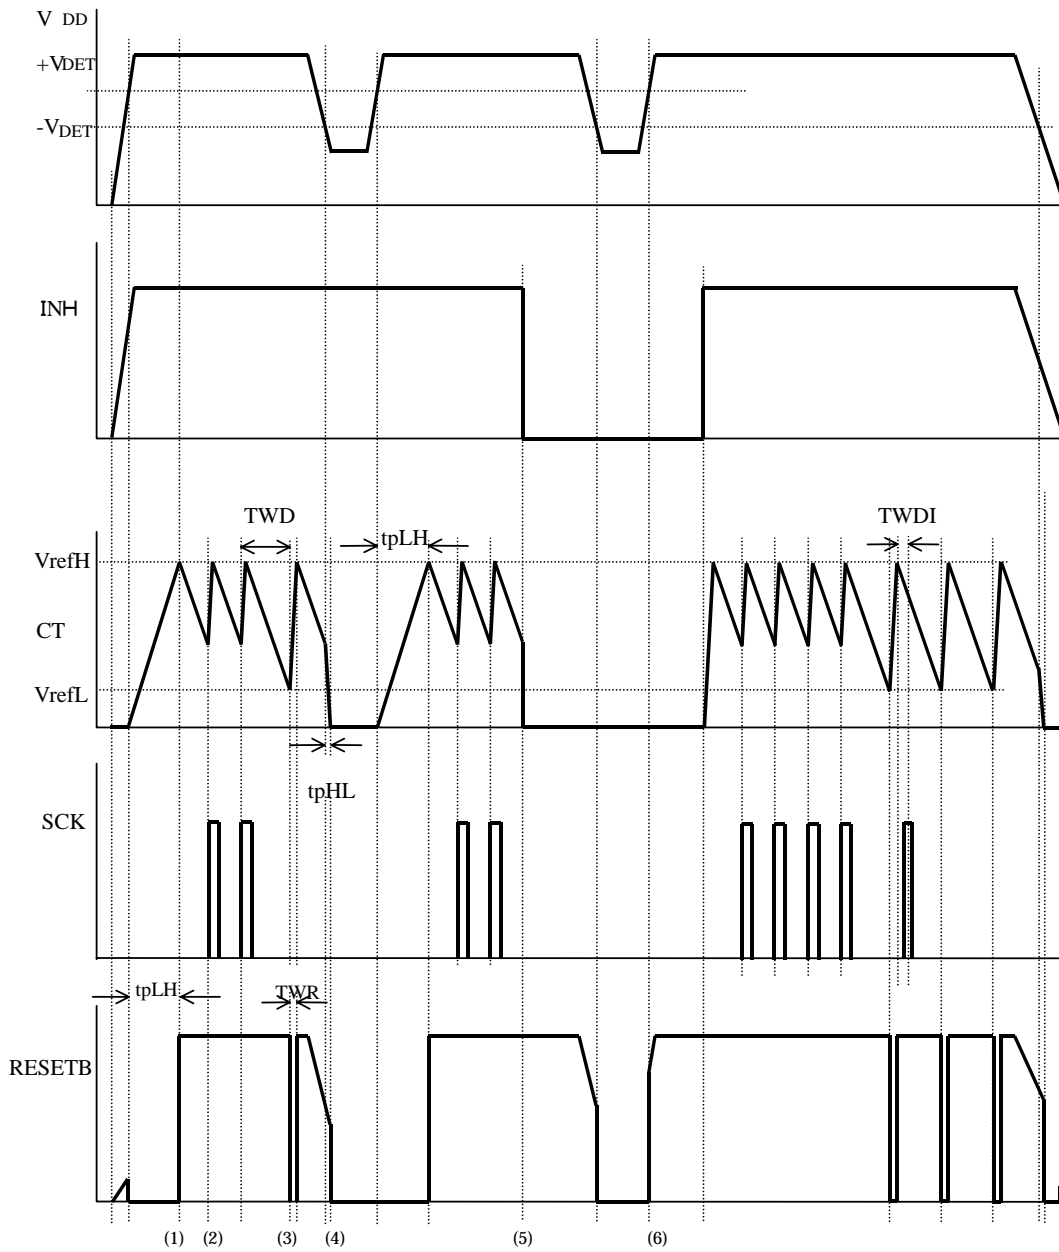 V DD
+VDET
-VDET
INH
TWD
TWDI
tpLH
VrefH
CT
VrefL
tpHL
SCK
tpLH
TWR
RESETB
(1) (2) (3) (4) (5) (6)